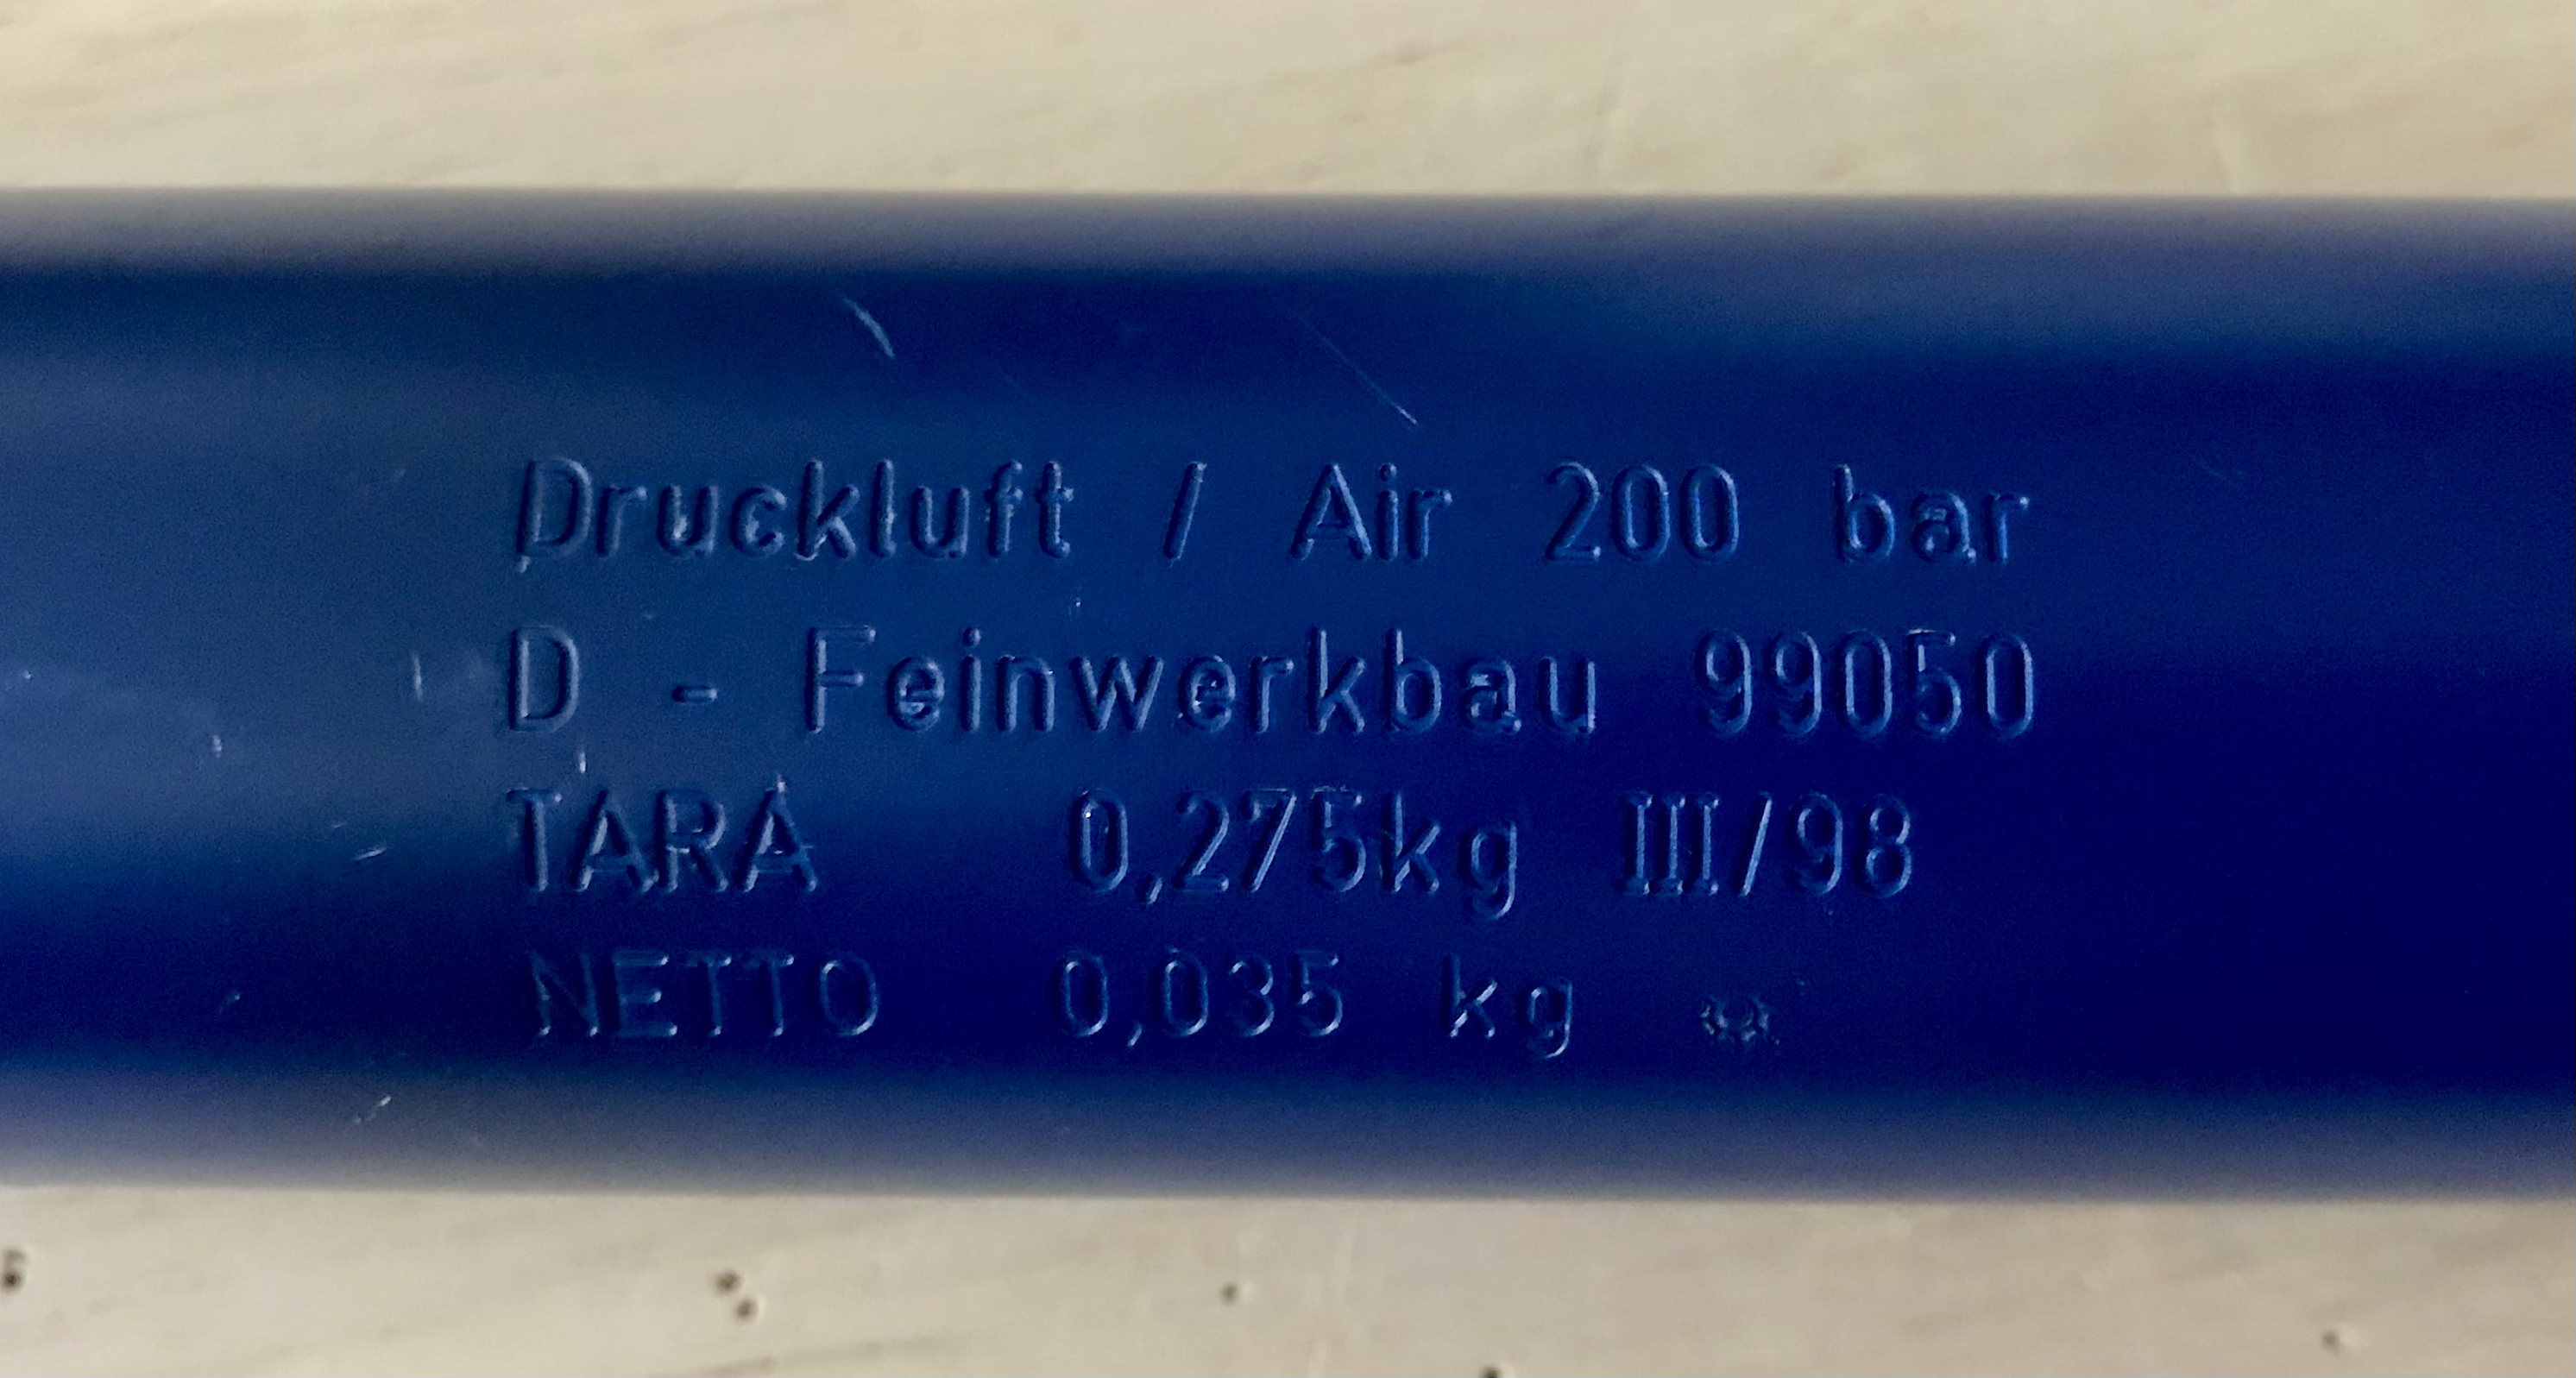 Druckluft / Air 200 bar
D - Feinwerkbau 99050
TARA 0,275kg III/98
NETTO 0,035 kg